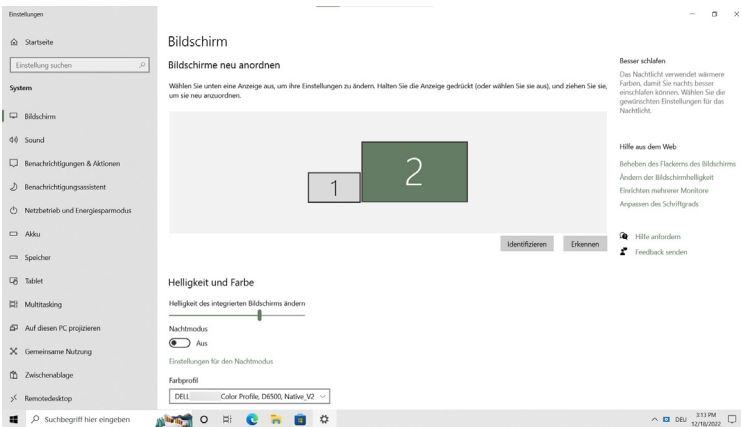 Einstellungen
Startseite
Einstellung suchen
System
Bildschirm
Sound
Benachrichtigungen & Aktionen
Benachrichtigungsassistent
Netzbetrieb und Energiesparmodus
Akku
Speicher
Tablet
Multitasking
Auf diesen PC projizieren
Gemeinsame Nutzung
Zwischenablage
Remotedesktop
Bildschirm
Bildschirme neu anordnen
Wählen Sie unten eine Anzeige aus, um ihre Einstellungen zu ändern. Halten Sie die Anzeige gedrückt (oder wählen Sie sie aus), und ziehen Sie sie,
um sie neu anzuordnen.
1
2
Identifizieren
Erkennen
Helligkeit und Farbe
Helligkeit des integrierten Bildschirms ändern
Nachtmodus
Aus
Einstellungen für den Nachtmodus
Farbprofil
DELL Color Profile, D6500, Native_V2
Besser schlafen
Das Nachtlicht verwendet wärmere
Farben, damit Sie nachts besser
einschlafen können. Wählen Sie die
gewünschten Einstellungen für das
Nachtlicht.
Hilfe aus dem Web
Beheben des Flackerns des Bildschirms
Ändern der Bildschirmhelligkeit
Einrichten mehrerer Monitore
Anpassen des Schriftgrads
Hilfe anfordern
Feedback senden
Suchbegriff hier eingeben
DEU
3:13 PM
12/18/2022